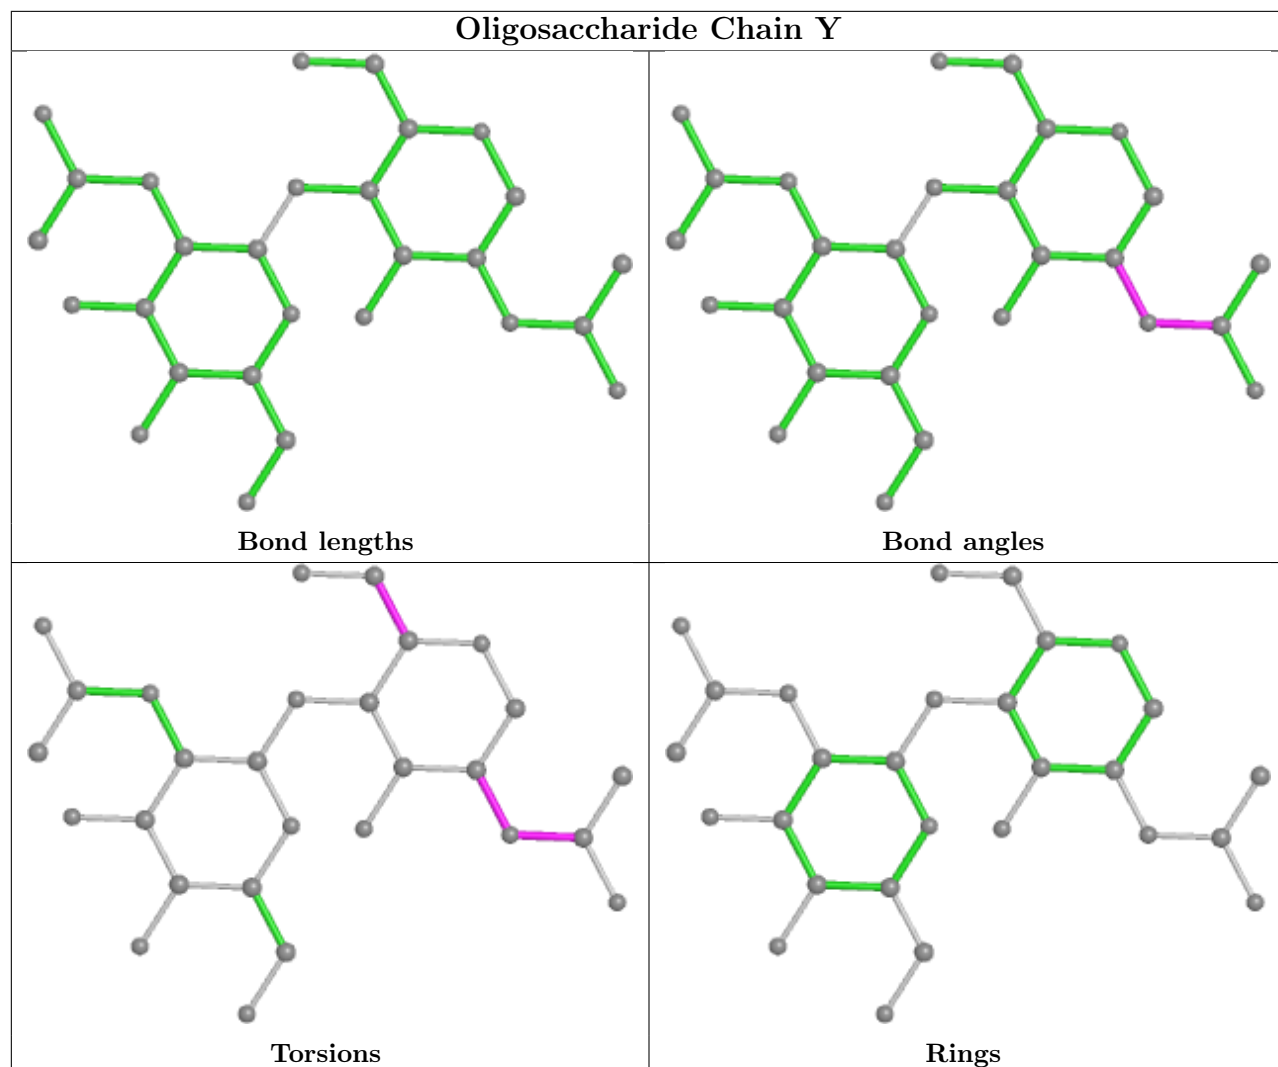 Oligosaccharide Chain Y
Bond lengths
Bond angles
Torsions
Rings